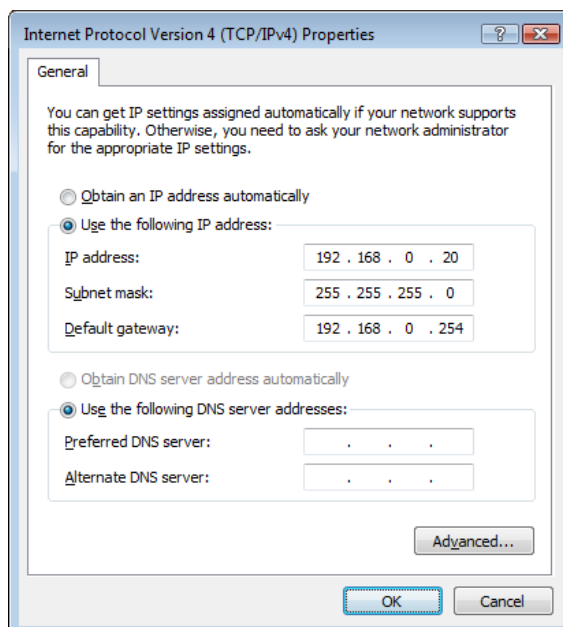 Internet Protocol Version 4 (TCP/IPv4) Properties
General
You can get IP settings assigned automatically if your network supports
this capability. Otherwise, you need to ask your network administrator
for the appropriate IP settings.
Obtain an IP address automatically
Use the following IP address:
IP address: 192 . 168 . 0 . 20
Subnet mask: 255 . 255 . 255 . 0
Default gateway: 192 . 168 . 0 . 254
Obtain DNS server address automatically
Use the following DNS server addresses:
Preferred DNS server: . . .
Alternate DNS server: . . .
Advanced...
OK Cancel